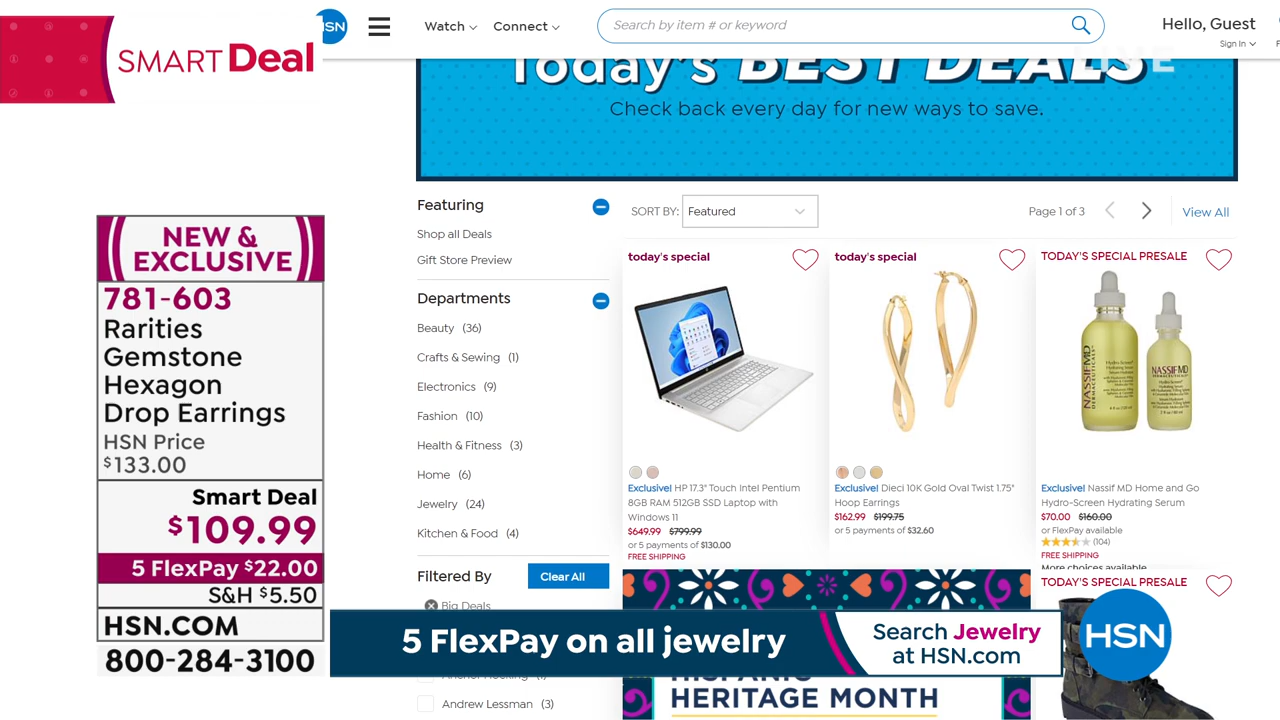 SMART Deal
HSN
Watch
Connect
Search by item # or keyword
Hello, Guest
Sign In
LIVE
Today's BEST DEALS
Check back every day for new ways to save.
NEW &
EXCLUSIVE
781-603
Rarities
Gemstone
Hexagon
Drop Earrings
HSN Price
$133.00
Smart Deal
$109.99
5 FlexPay $22.00
S&H $5.50
HSN.COM
800-284-3100
Featuring
Shop all Deals
Gift Store Preview
Departments
Beauty (36)
Crafts & Sewing (1)
Electronics (9)
Fashion (10)
Health & Fitness (3)
Home (6)
Jewelry (24)
Kitchen & Food (4)
Filtered By
Clear All
Big Deals
Andrew Lessman (3)
SORT BY: Featured
Page 1 of 3
View All
today's special
Exclusive! HP 17.3" Touch Intel Pentium
8GB RAM 512GB SSD Laptop with
Windows 11
$649.99 $799.99
or 5 payments of $130.00
FREE SHIPPING
today's special
Exclusive! Dieci 10K Gold Oval Twist 1.75"
Hoop Earrings
$162.99 $199.75
or 5 payments of $32.60
TODAY'S SPECIAL PRESALE
NASSIFMD
DERMACEUTICALS
NASSIFMD
Exclusive! Nassif MD Home and Go
Hydro-Screen Hydrating Serum
$70.00 $160.00
or FlexPay available
(104)
FREE SHIPPING
More choices available
TODAY'S SPECIAL PRESALE
HISPANIC
HERITAGE MONTH
5 FlexPay on all jewelry
Search Jewelry
at HSN.com
HSN